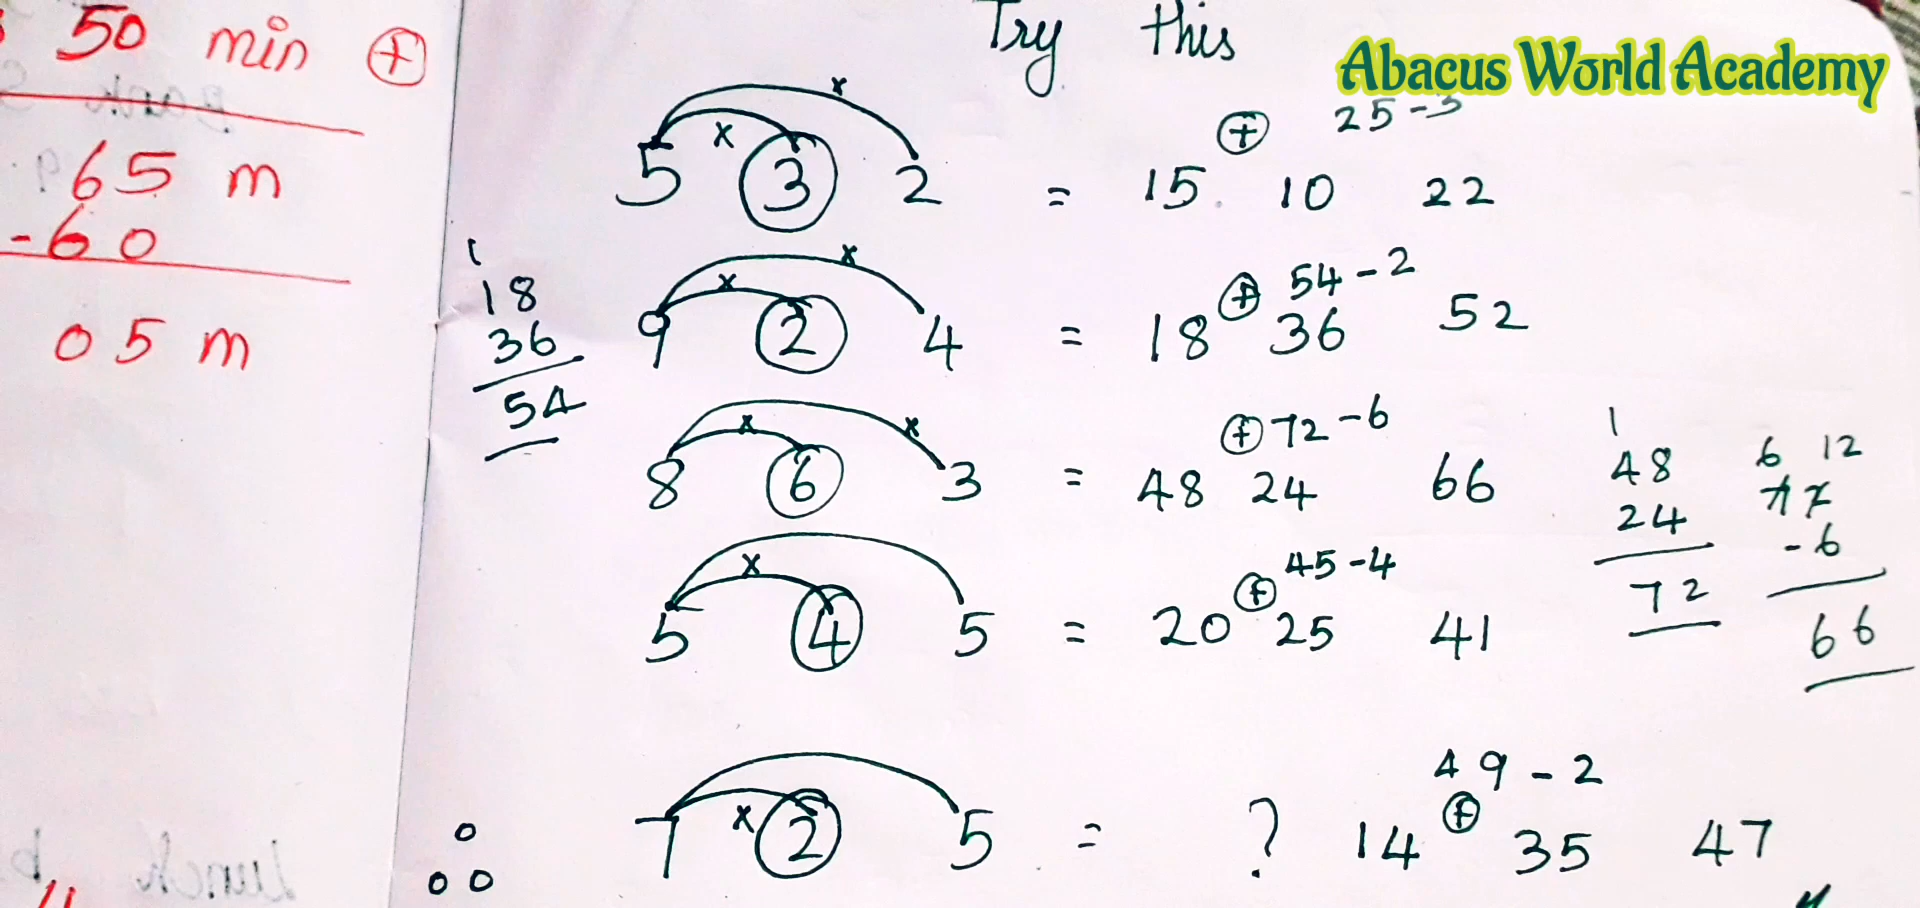 50 min +
65 m
-60
05 m
Try this
Abacus World Academy
+ 25-3
5 3 2 = 15 10 22
x x
1
18
36
54
+ 54-2
9 2 4 = 18 36 52
x x
+ 72-6
8 6 3 = 48 24 66
x x
1
48
24
72
6 12
72
-6
66
+ 45-4
5 4 5 = 20 25 41
x
49-2
7 2 5 = ? 14 + 35 47
x
Lunch